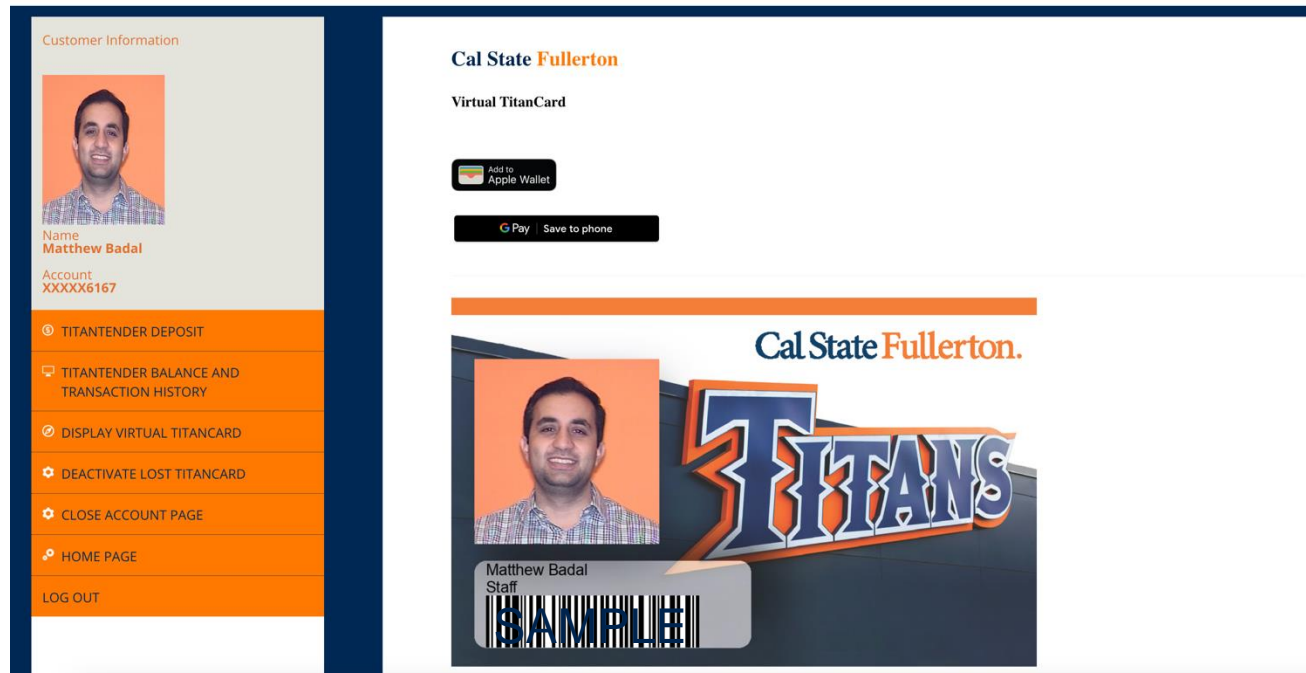 Customer Information
Name
Matthew Badal
Account
XXXXX6167
TITANTENDER DEPOSIT
TITANTENDER BALANCE AND
TRANSACTION HISTORY
DISPLAY VIRTUAL TITANCARD
DEACTIVATE LOST TITANCARD
CLOSE ACCOUNT PAGE
HOME PAGE
LOG OUT
Cal State Fullerton
Virtual TitanCard
Add to
Apple Wallet
G Pay | Save to phone
Cal State Fullerton.
TITANS
Matthew Badal
Staff
SAMPLE